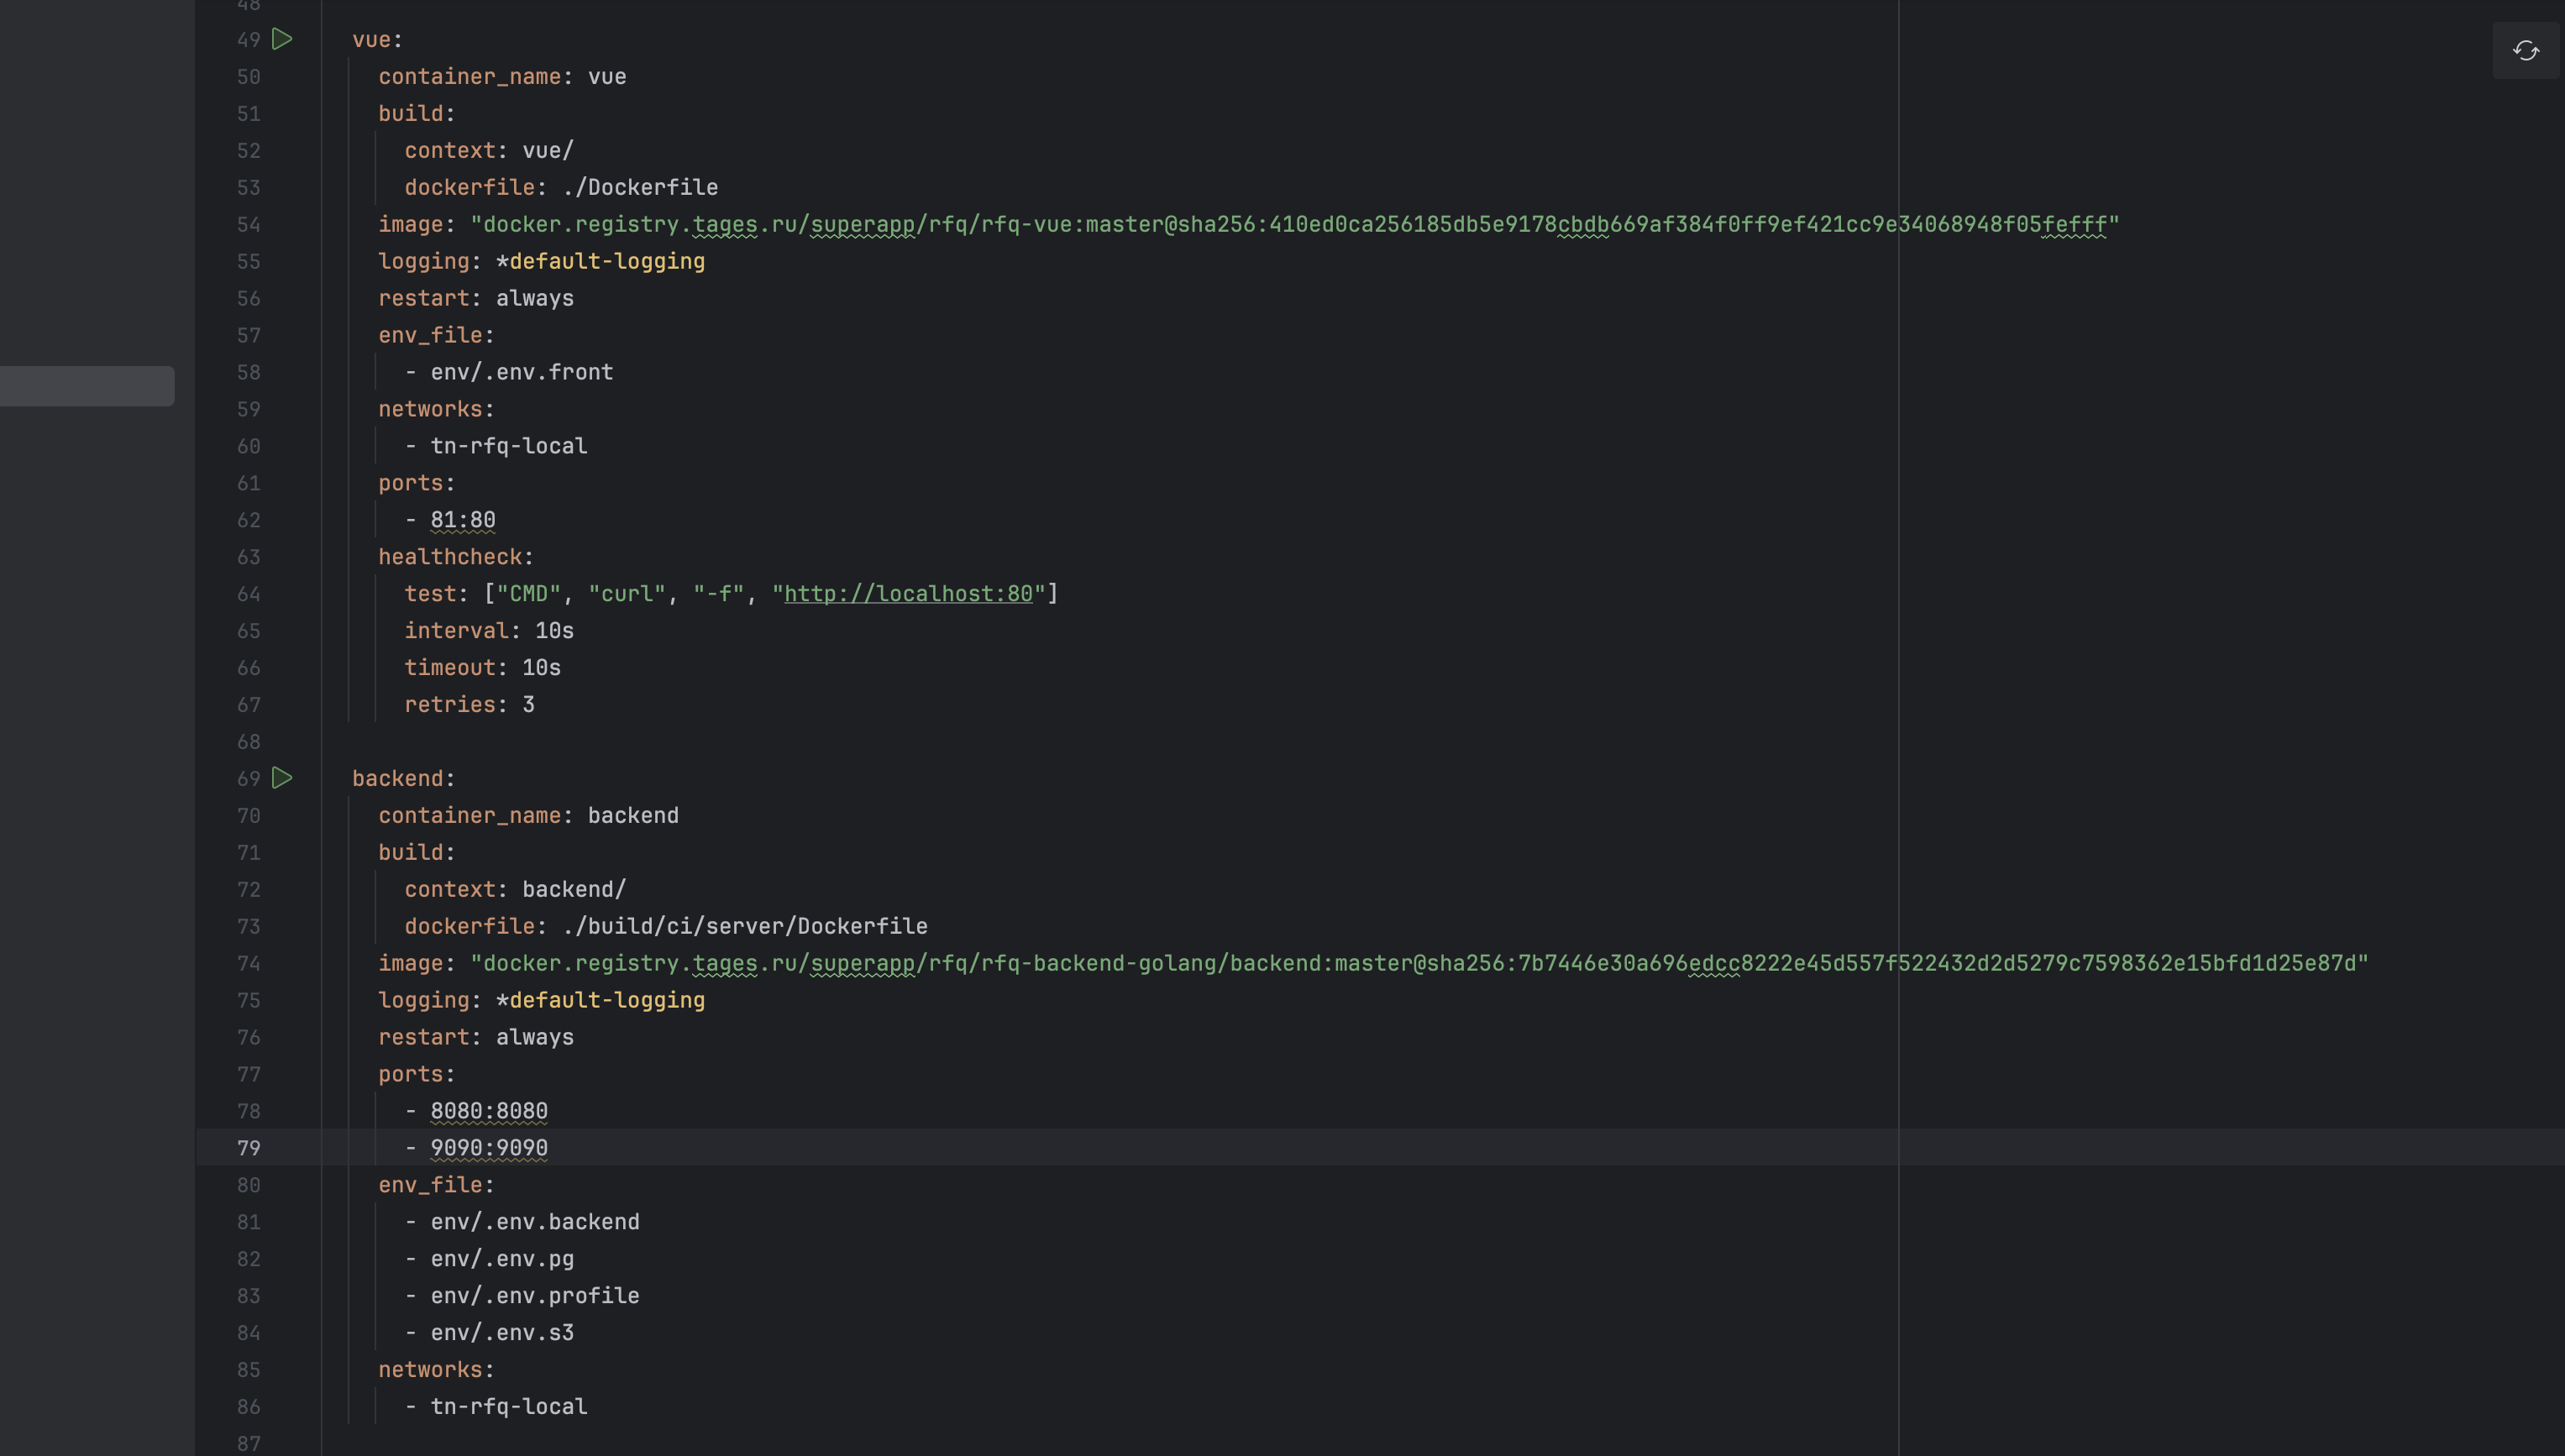 48
49 vue:
50 container_name: vue
51 build:
52 context: vue/
53 dockerfile: ./Dockerfile
54 image: "docker.registry.tages.ru/superapp/rfq/rfq-vue:master@sha256:410ed0ca256185db5e9178cbdb669af384f0ff9ef421cc9e34068948f05fefff"
55 logging: *default-logging
56 restart: always
57 env_file:
58 - env/.env.front
59 networks:
60 - tn-rfq-local
61 ports:
62 - 81:80
63 healthcheck:
64 test: ["CMD", "curl", "-f", "http://localhost:80"]
65 interval: 10s
66 timeout: 10s
67 retries: 3
68
69 backend:
70 container_name: backend
71 build:
72 context: backend/
73 dockerfile: ./build/ci/server/Dockerfile
74 image: "docker.registry.tages.ru/superapp/rfq/rfq-backend-golang/backend:master@sha256:7b7446e30a696edcc8222e45d557f522432d2d5279c7598362e15bfd1d25e87d"
75 logging: *default-logging
76 restart: always
77 ports:
78 - 8080:8080
79 - 9090:9090
80 env_file:
81 - env/.env.backend
82 - env/.env.pg
83 - env/.env.profile
84 - env/.env.s3
85 networks:
86 - tn-rfq-local
87